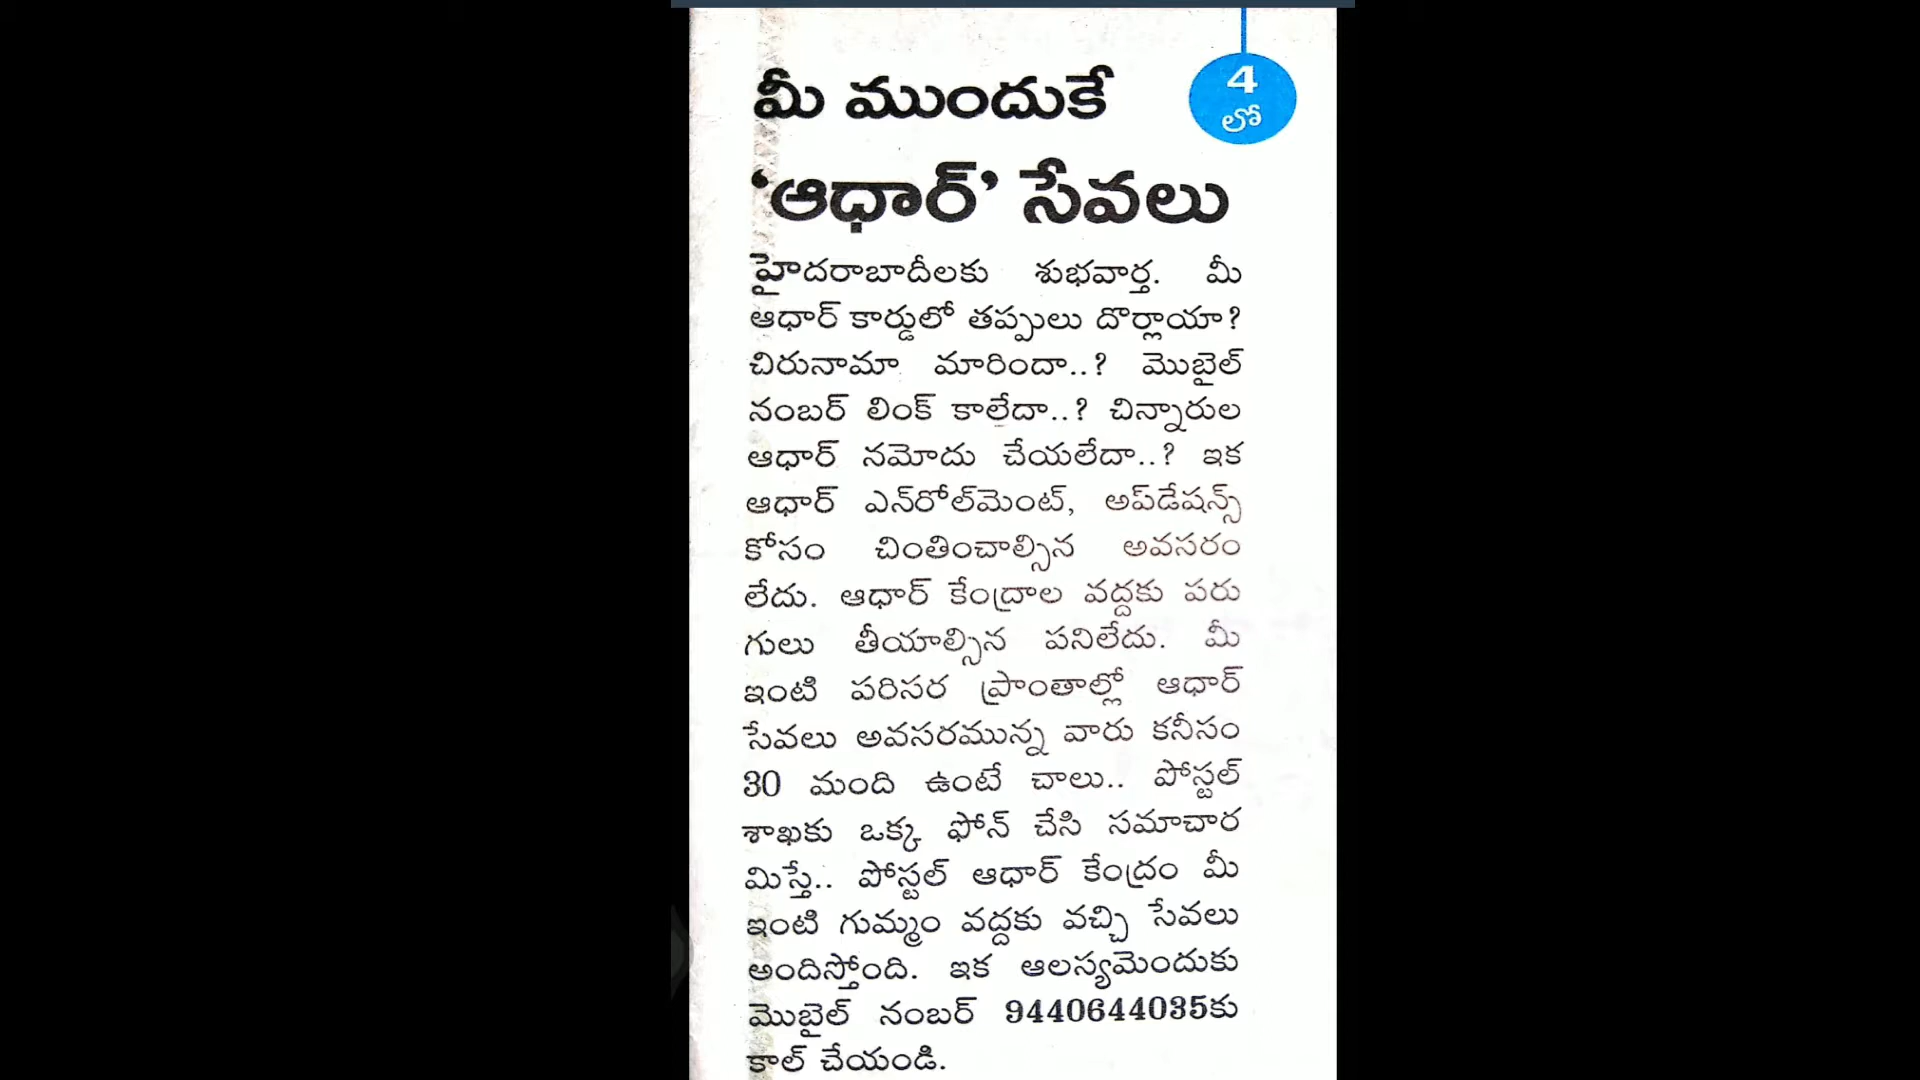 మీ ముందుకే
4
లో
‘ఆధార్’ సేవలు
హైదరాబాదీలకు శుభవార్త. మీ
ఆధార్ కార్డులో తప్పులు దొర్లాయా?
చిరునామా మారిందా..? మొబైల్
నంబర్ లింక్ కాలేదా..? చిన్నారుల
ఆధార్ నమోదు చేయలేదా..? ఇక
ఆధార్ ఎన్‌రోల్‌మెంట్, అప్‌డేషన్స్
కోసం చింతించాల్సిన అవసరం
లేదు. ఆధార్ కేంద్రాల వద్దకు పరు
గులు తీయాల్సిన పనిలేదు. మీ
ఇంటి పరిసర ప్రాంతాల్లో ఆధార్
సేవలు అవసరమున్న వారు కనీసం
30 మంది ఉంటే చాలు.. పోస్టల్
శాఖకు ఒక్క ఫోన్ చేసి సమాచార
మిస్తే.. పోస్టల్ ఆధార్ కేంద్రం మీ
ఇంటి గుమ్మం వద్దకు వచ్చి సేవలు
అందిస్తోంది. ఇక ఆలస్యమెందుకు
మొబైల్ నంబర్ 9440644035కు
కాల్ చేయండి.